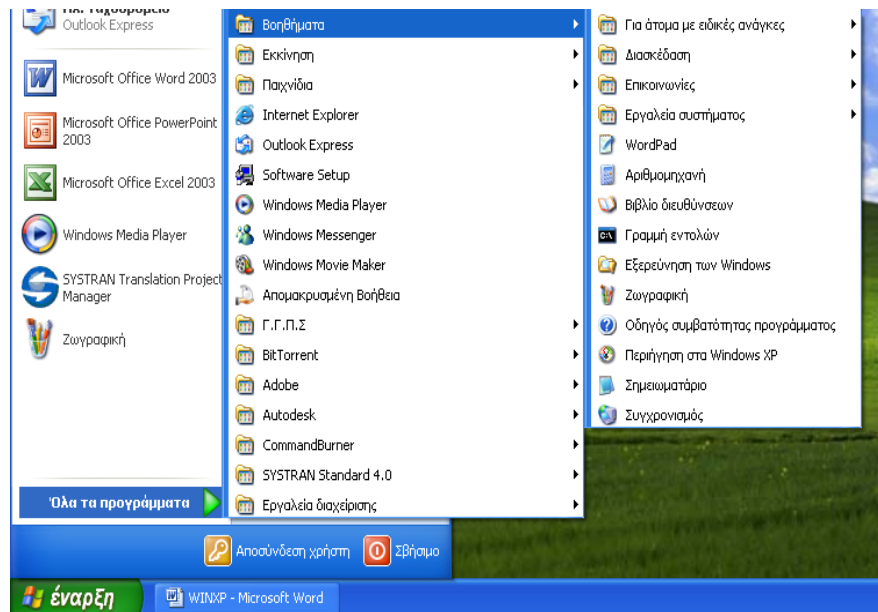 Ηλ. Ταχυδρομείο
Outlook Express
Microsoft Office Word 2003
Microsoft Office PowerPoint
2003
Microsoft Office Excel 2003
Windows Media Player
SYSTRAN Translation Project
Manager
Ζωγραφική
Όλα τα προγράμματα
Βοηθήματα
Εκκίνηση
Παιχνίδια
Internet Explorer
Outlook Express
Software Setup
Windows Media Player
Windows Messenger
Windows Movie Maker
Απομακρυσμένη Βοήθεια
Γ.Γ.Π.Σ
BitTorrent
Adobe
Autodesk
CommandBurner
SYSTRAN Standard 4.0
Εργαλεία διαχείρισης
Για άτομα με ειδικές ανάγκες
Διασκέδαση
Επικοινωνίες
Εργαλεία συστήματος
WordPad
Αριθμομηχανή
Βιβλίο διευθύνσεων
Γραμμή εντολών
Εξερεύνηση των Windows
Ζωγραφική
Οδηγός συμβατότητας προγράμματος
Περιήγηση στα Windows XP
Σημειωματάριο
Συγχρονισμός
Αποσύνδεση χρήστη
Σβήσιμο
έναρξη
WINXP - Microsoft Word